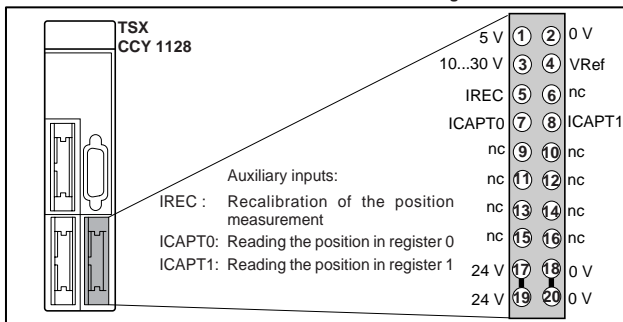 TSX
CCY 1128
5 V 1 2 0 V
10...30 V 3 4 VRef
IREC 5 6 nc
ICAPT0 7 8 ICAPT1
nc 9 10 nc
Auxiliary inputs:
nc 11 12 nc
IREC : Recalibration of the position
measurement
nc 13 14 nc
ICAPT0: Reading the position in register 0
nc 15 16 nc
ICAPT1: Reading the position in register 1
24 V 17 18 0 V
24 V 19 20 0 V